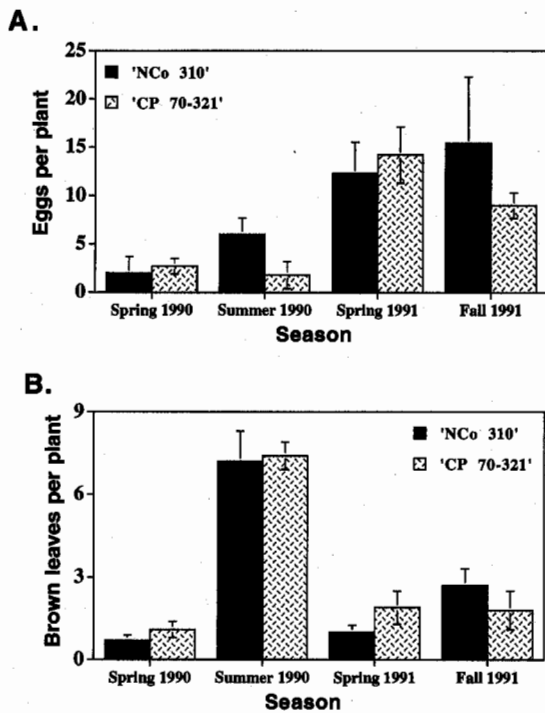 A.
25
20
15
10
5
0
Eggs per plant
'NCo 310'
'CP 70-321'
Spring 1990 Summer 1990 Spring 1991 Fall 1991
Season
B.
9
6
3
0
Brown leaves per plant
'NCo 310'
'CP 70-321'
Spring 1990 Summer 1990 Spring 1991 Fall 1991
Season